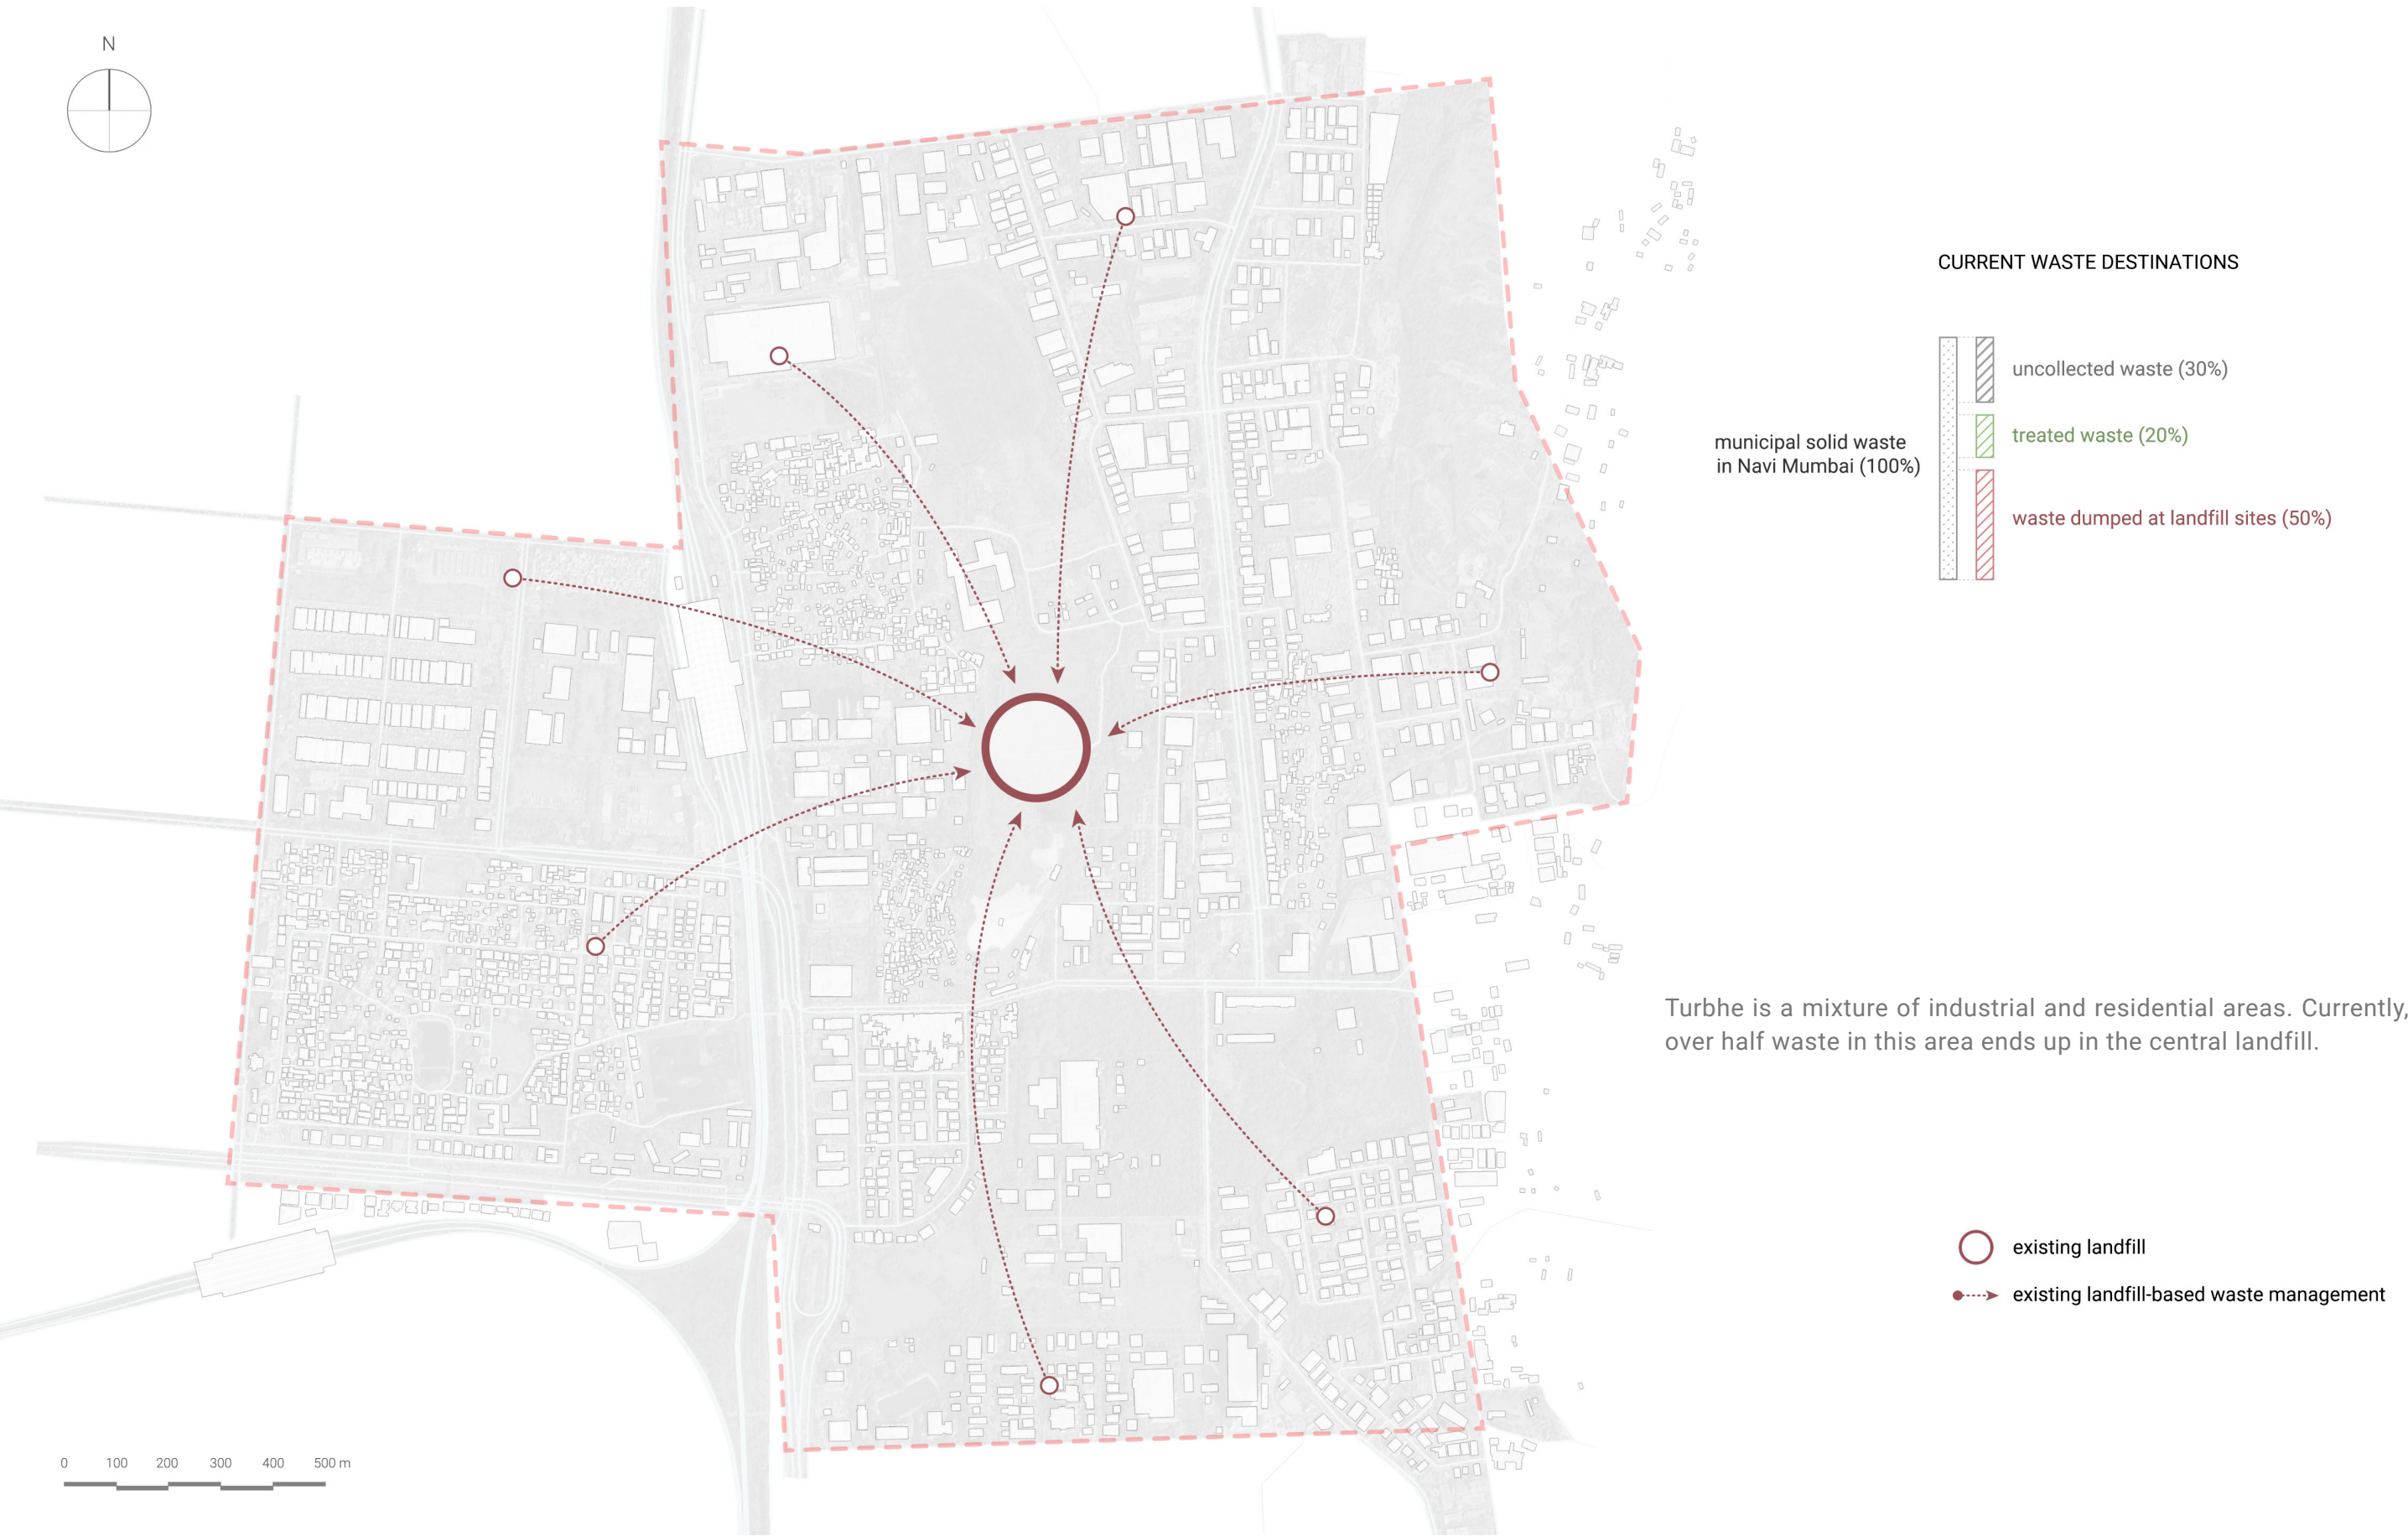 N
CURRENT WASTE DESTINATIONS
uncollected waste (30%)
treated waste (20%)
municipal solid waste
in Navi Mumbai (100%)
waste dumped at landfill sites (50%)
Turbhe is a mixture of industrial and residential areas. Currently,
over half waste in this area ends up in the central landfill.
existing landfill
existing landfill-based waste management
0 100 200 300 400 500 m